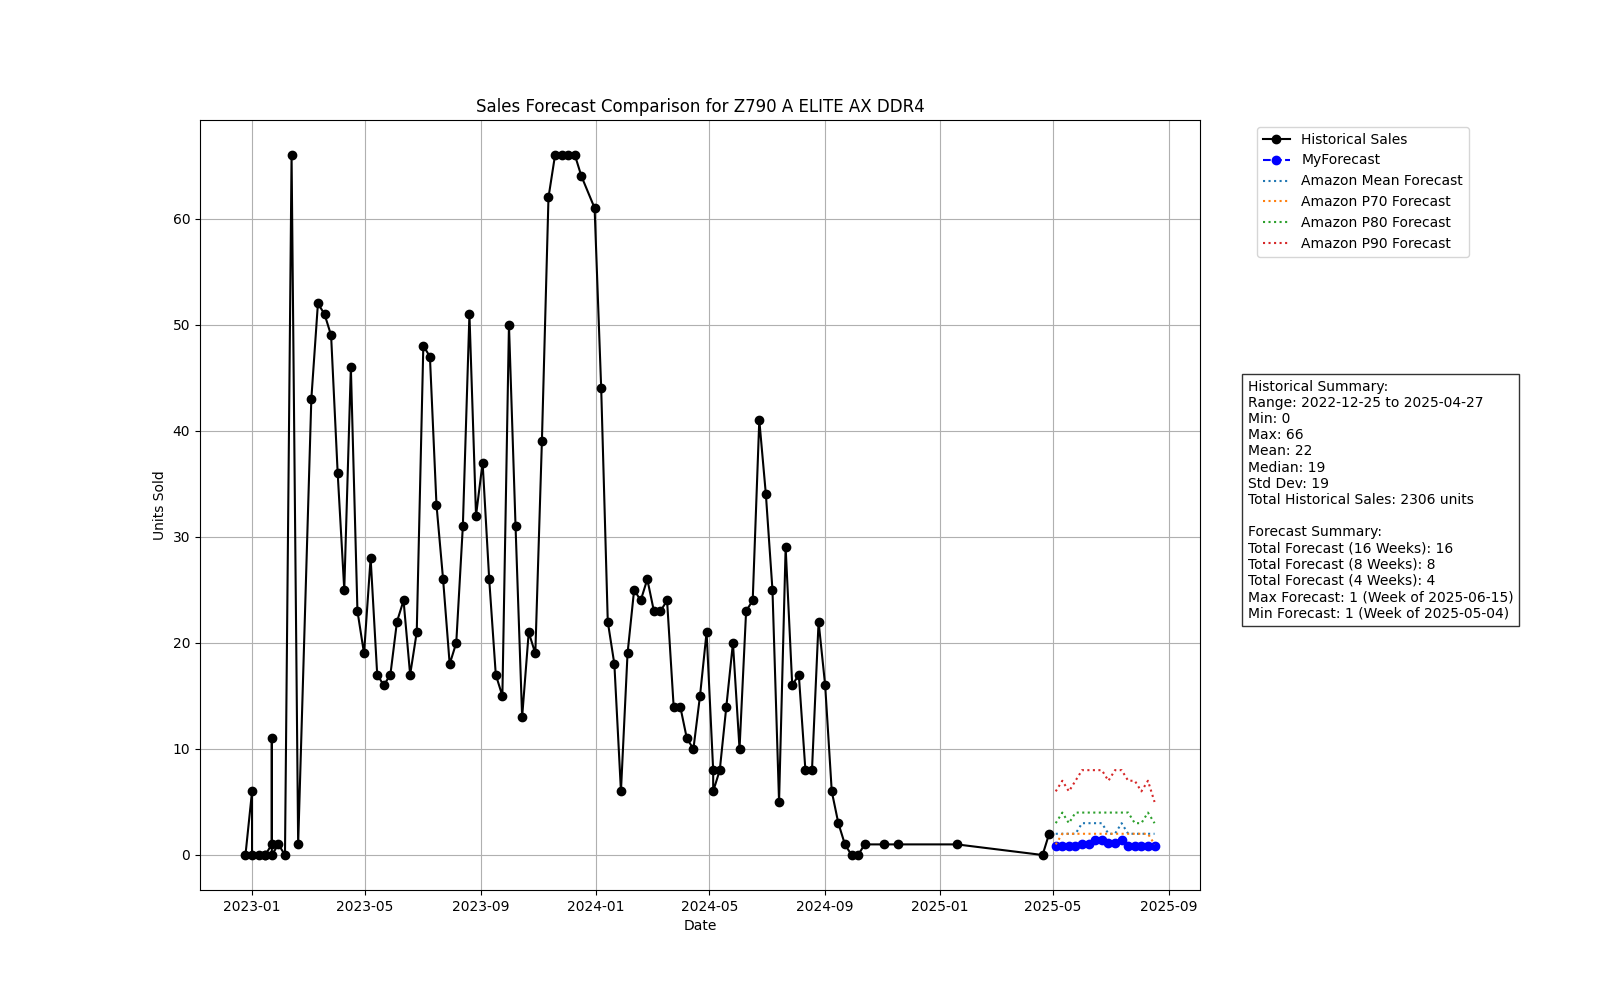 Sales Forecast Comparison for Z790 A ELITE AX DDR4
Historical Sales
MyForecast
Amazon Mean Forecast
Amazon P70 Forecast
Amazon P80 Forecast
Amazon P90 Forecast
Units Sold
60
50
40
30
20
10
0
2023-01
2023-05
2023-09
2024-01
2024-05
2024-09
2025-01
2025-05
2025-09
Date
Historical Summary:
Range: 2022-12-25 to 2025-04-27
Min: 0
Max: 66
Mean: 22
Median: 19
Std Dev: 19
Total Historical Sales: 2306 units
Forecast Summary:
Total Forecast (16 Weeks): 16
Total Forecast (8 Weeks): 8
Total Forecast (4 Weeks): 4
Max Forecast: 1 (Week of 2025-06-15)
Min Forecast: 1 (Week of 2025-05-04)